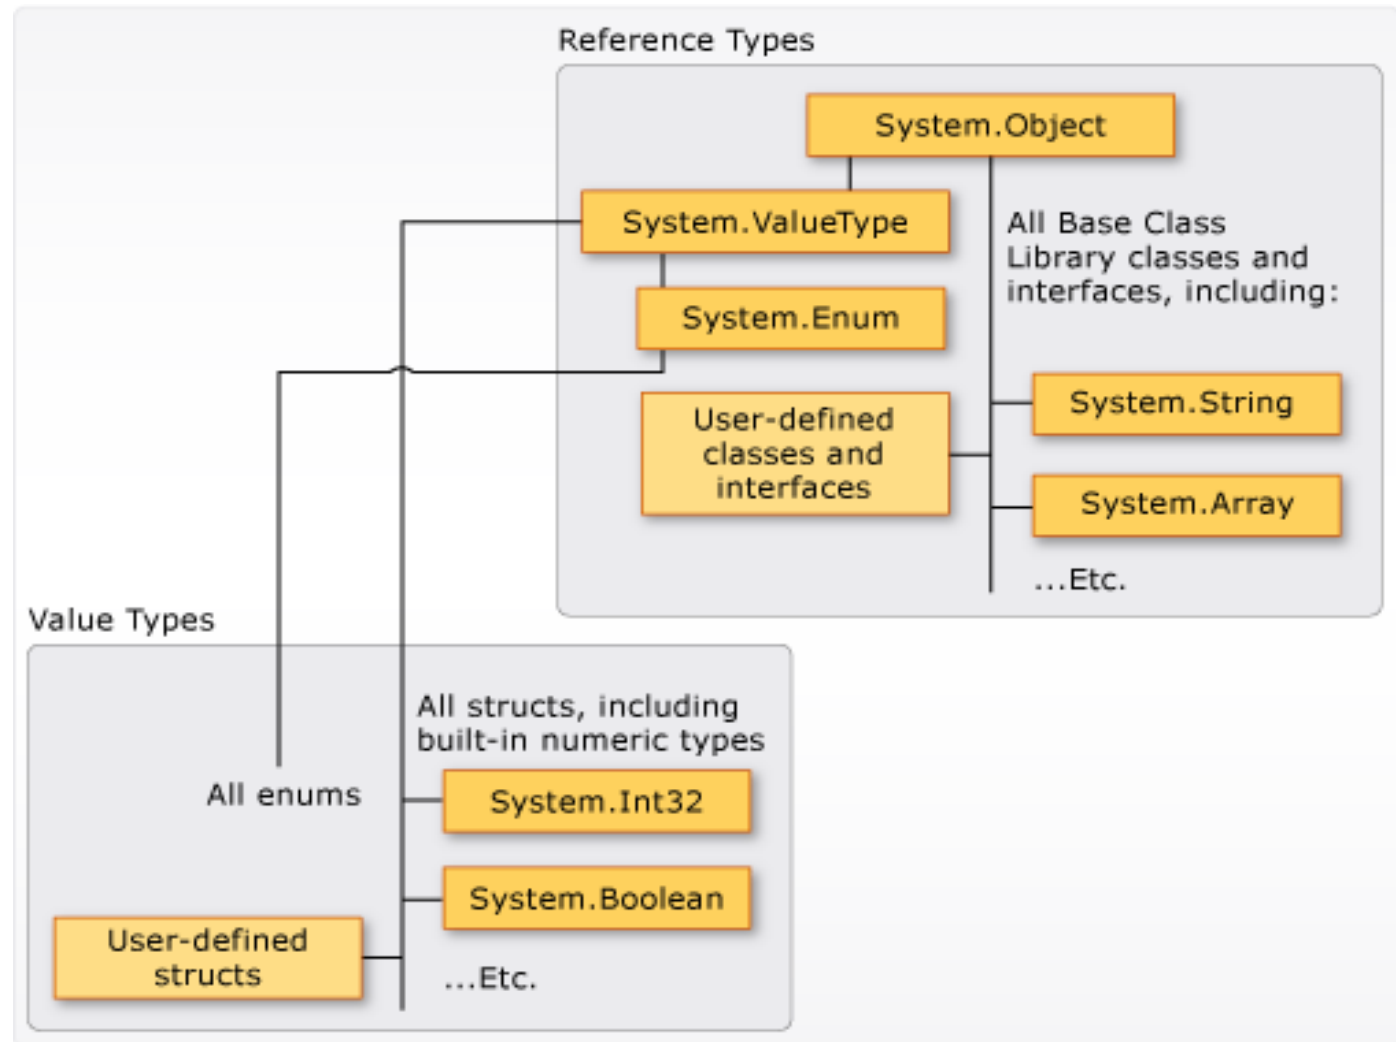 Reference Types
System.Object
System.ValueType
All Base Class
Library classes and
interfaces, including:
System.Enum
System.String
User-defined
classes and
interfaces
System.Array
...Etc.
Value Types
All structs, including
built-in numeric types
All enums
System.Int32
System.Boolean
User-defined
structs
...Etc.